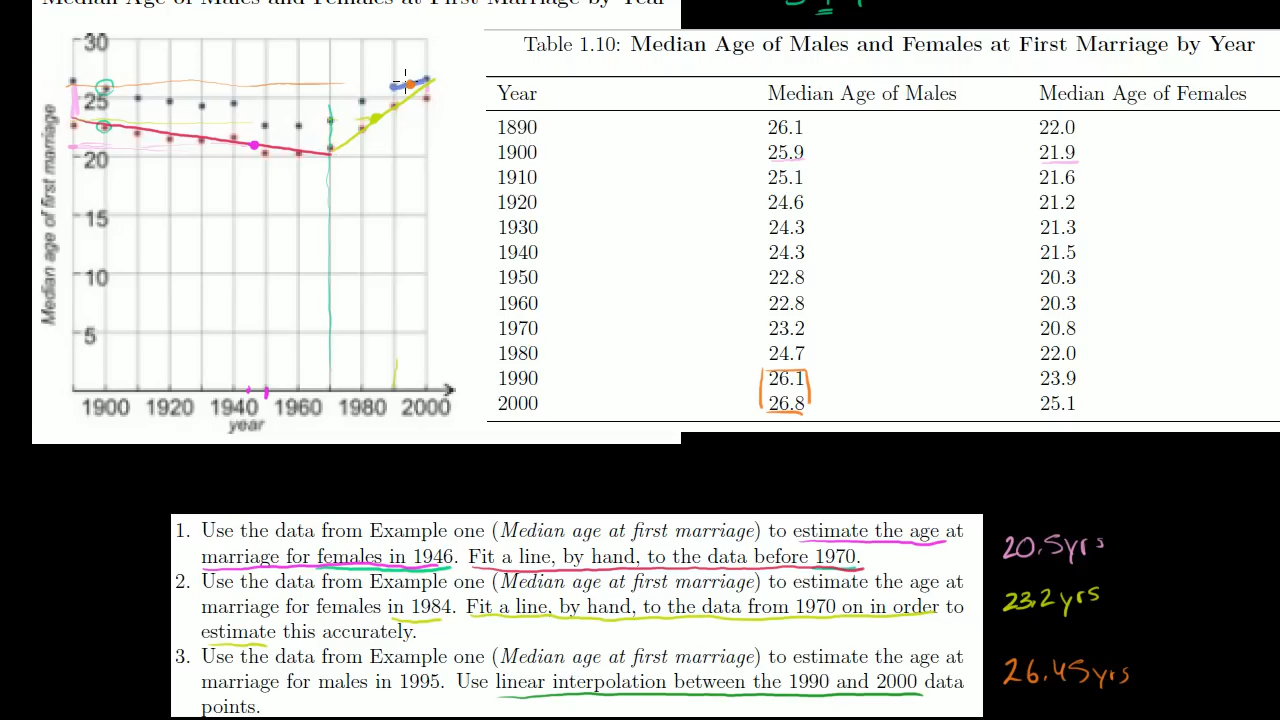 Median Age of Males and Females at First Marriage by Year
30
25
20
15
10
5
Median age of first marriage
1900 1920 1940 1960 1980 2000
year
Table 1.10: Median Age of Males and Females at First Marriage by Year
Year Median Age of Males Median Age of Females
1890 26.1 22.0
1900 25.9 21.9
1910 25.1 21.6
1920 24.6 21.2
1930 24.3 21.3
1940 24.3 21.5
1950 22.8 20.3
1960 22.8 20.3
1970 23.2 20.8
1980 24.7 22.0
1990 26.1 23.9
2000 26.8 25.1
1. Use the data from Example one (Median age at first marriage) to estimate the age at
marriage for females in 1946. Fit a line, by hand, to the data before 1970.
2. Use the data from Example one (Median age at first marriage) to estimate the age at
marriage for females in 1984. Fit a line, by hand, to the data from 1970 on in order to
estimate this accurately.
3. Use the data from Example one (Median age at first marriage) to estimate the age at
marriage for males in 1995. Use linear interpolation between the 1990 and 2000 data
points.
20.5yrs
23.2yrs
26.45yrs